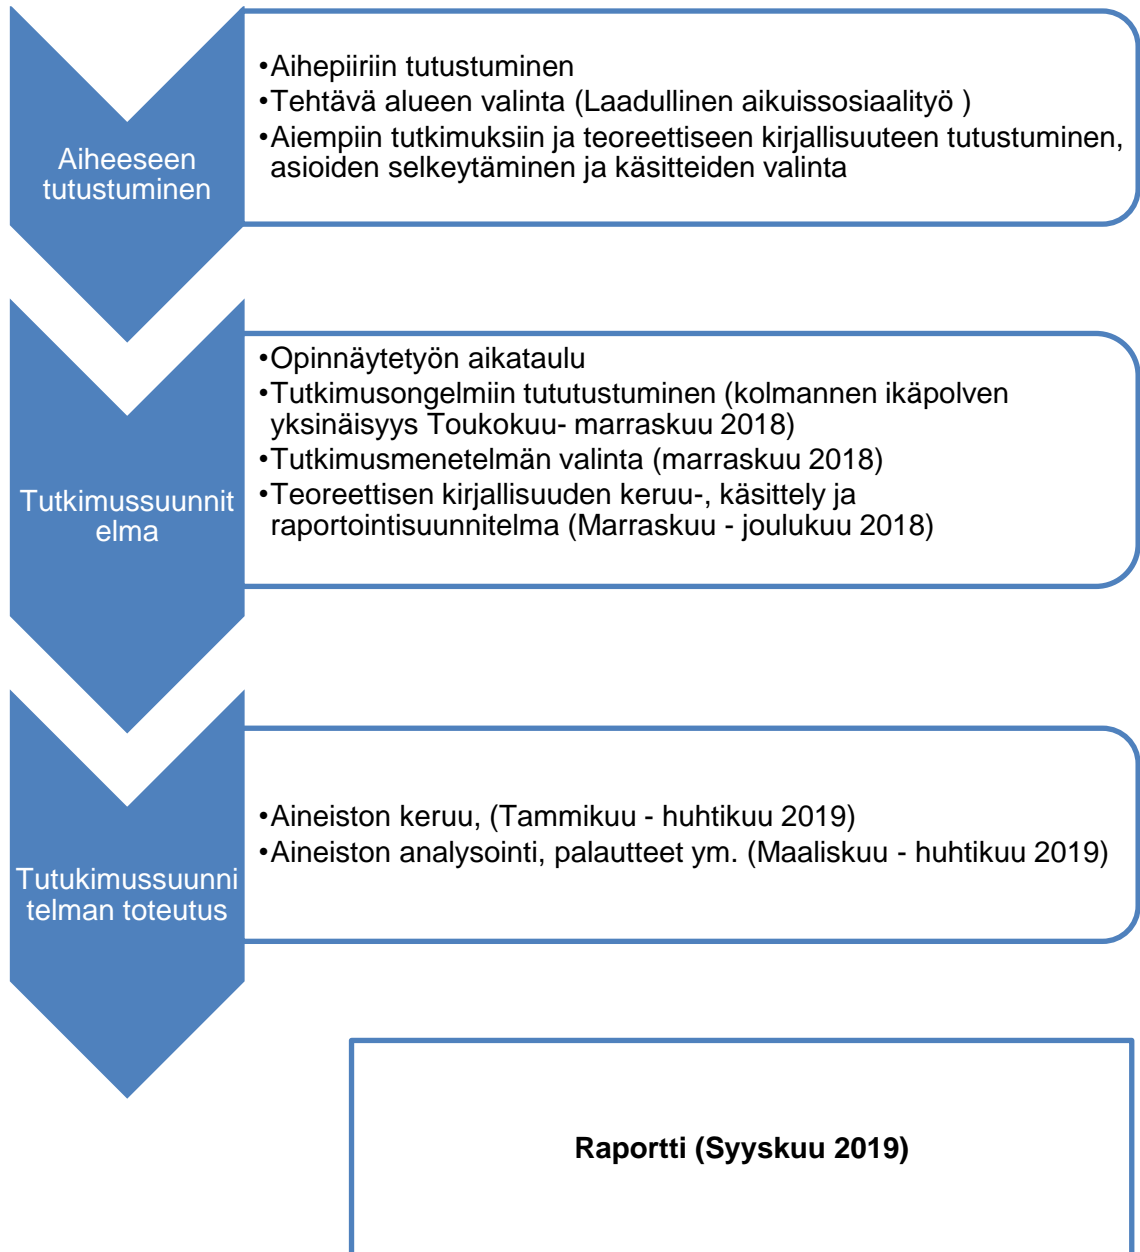 Aiheeseen
tutustuminen
•Aihepiiriin tutustuminen
•Tehtävä alueen valinta (Laadullinen aikuissosiaalityö )
•Aiempiin tutkimuksiin ja teoreettiseen kirjallisuuteen tutustuminen,
asioiden selkeytäminen ja käsitteiden valinta
Tutkimussuunnit
elma
•Opinnäytetyön aikataulu
•Tutkimusongelmiin tututustuminen (kolmannen ikäpolven
yksinäisyys Toukokuu- marraskuu 2018)
•Tutkimusmenetelmän valinta (marraskuu 2018)
•Teoreettisen kirjallisuuden keruu-, käsittely ja
raportointisuunnitelma (Marraskuu - joulukuu 2018)
Tutukimussuunni
telman toteutus
•Aineiston keruu, (Tammikuu - huhtikuu 2019)
•Aineiston analysointi, palautteet ym. (Maaliskuu - huhtikuu 2019)
Raportti (Syyskuu 2019)